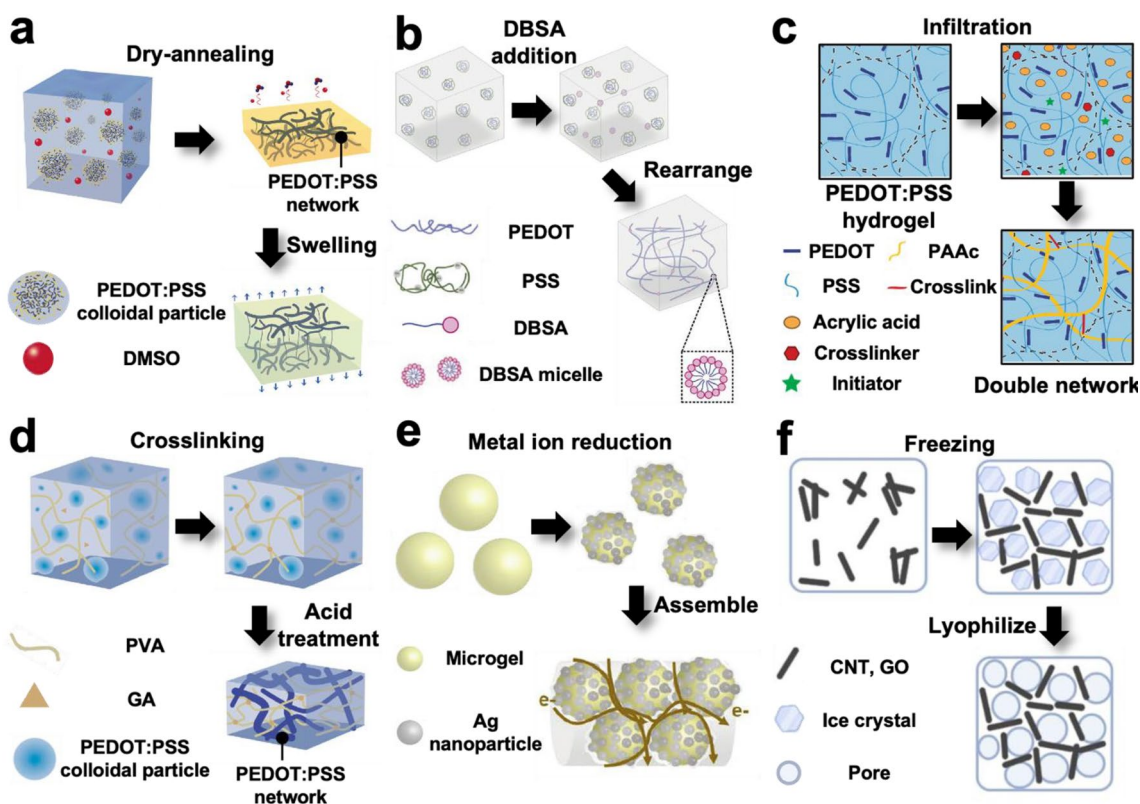 a
Dry-annealing
PEDOT:PSS
network
Swelling
PEDOT:PSS
colloidal particle
DMSO
b
DBSA
addition
Rearrange
PEDOT
PSS
DBSA
DBSA micelle
c
Infiltration
PEDOT:PSS
hydrogel
PEDOT
PAAc
PSS
Crosslink
Acrylic acid
Crosslinker
Initiator
Double network
d
Crosslinking
Acid
treatment
PVA
GA
PEDOT:PSS
colloidal particle
PEDOT:PSS
network
e
Metal ion reduction
Assemble
Microgel
Ag
nanoparticle
e-
e-
f
Freezing
Lyophilize
CNT, GO
Ice crystal
Pore